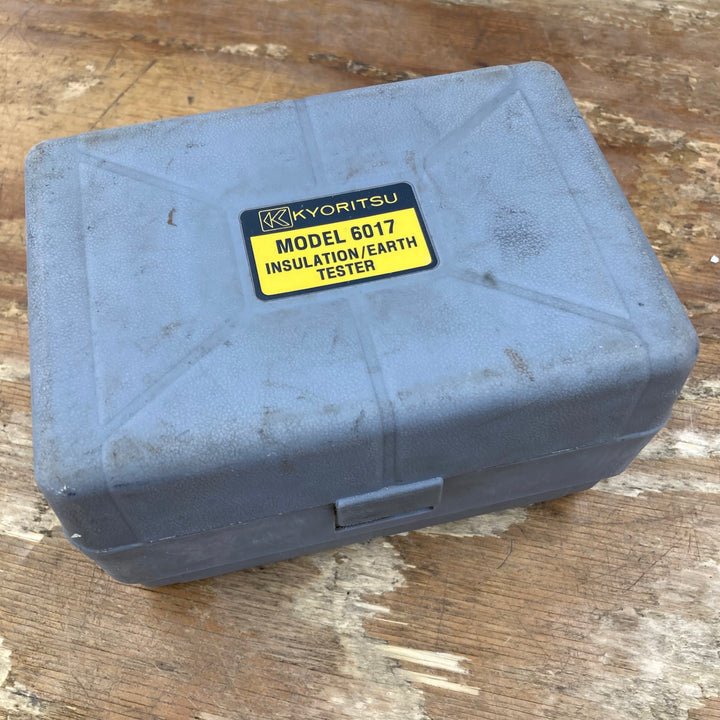 KYORITSU
MODEL 6017
INSULATION/EARTH
TESTER